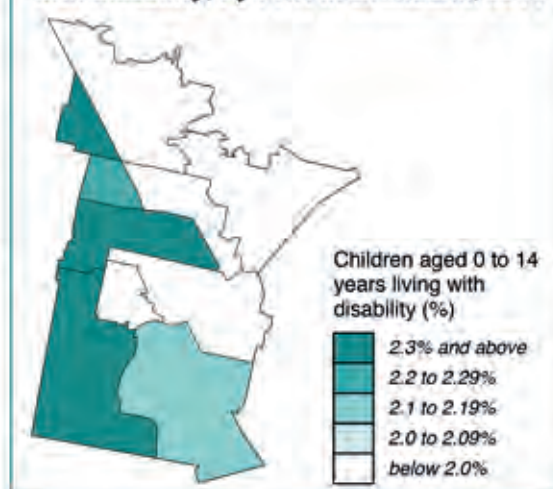 Children aged 0 to 14
years living with
disability (%)
2.3% and above
2.2 to 2.29%
2.1 to 2.19%
2.0 to 2.09%
below 2.0%